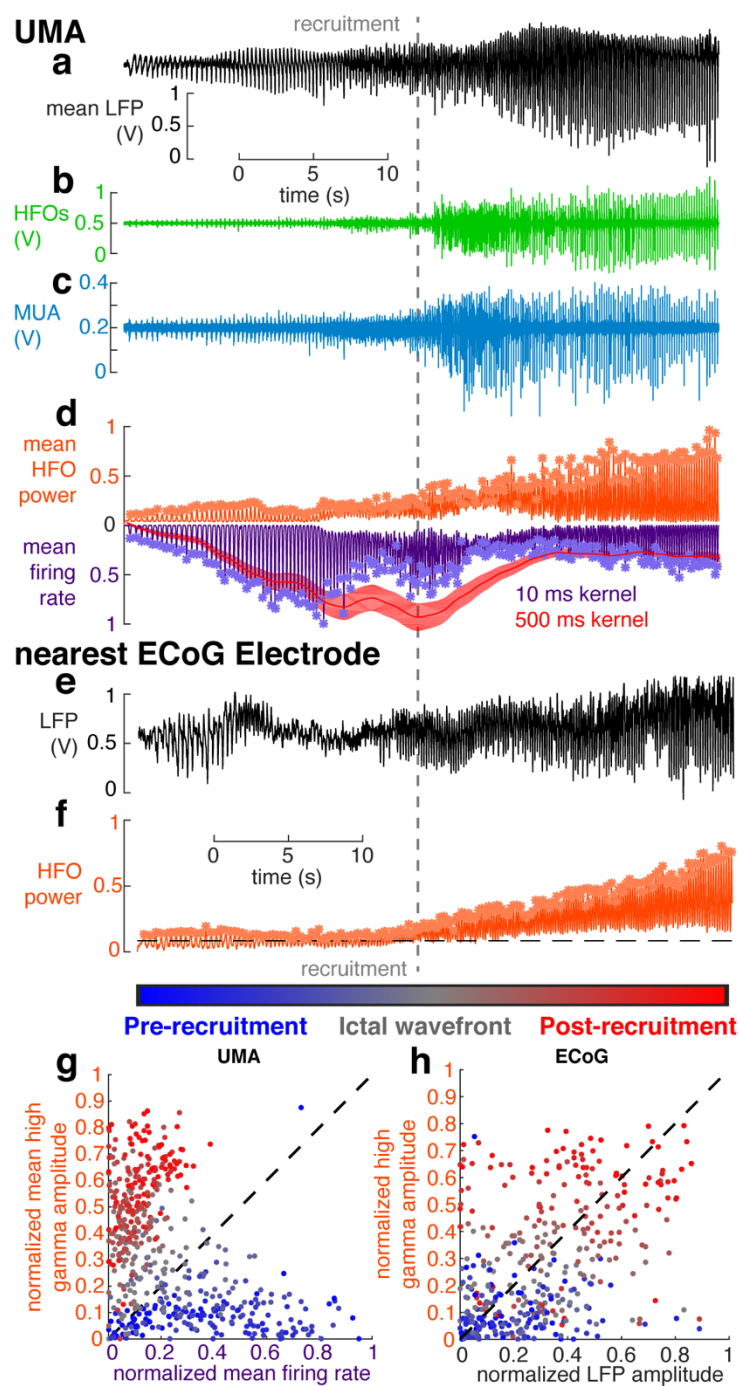 UMA
recruitment
a
mean LFP
(V)
1
0.5
0
0 5 10
time (s)
b
HFOs
(V)
1
0.5
0
c
MUA
(V)
0.4
0.2
0
d
mean
HFO
power
1
0.5
0
mean
firing
rate
0.5
1
10 ms kernel
500 ms kernel
nearest ECoG Electrode
e
LFP
(V)
1
0.5
0
f
HFO
power
1
0.5
0
0 5 10
time (s)
recruitment
Pre-recruitment Ictal wavefront Post-recruitment
g
UMA
normalized mean high
gamma amplitude
1
0.9
0.8
0.7
0.6
0.5
0.4
0.3
0.2
0.1
0
0 0.2 0.4 0.6 0.8 1
normalized mean firing rate
h
ECoG
normalized high
gamma amplitude
1
0.9
0.8
0.7
0.6
0.5
0.4
0.3
0.2
0.1
0
0 0.2 0.4 0.6 0.8 1
normalized LFP amplitude